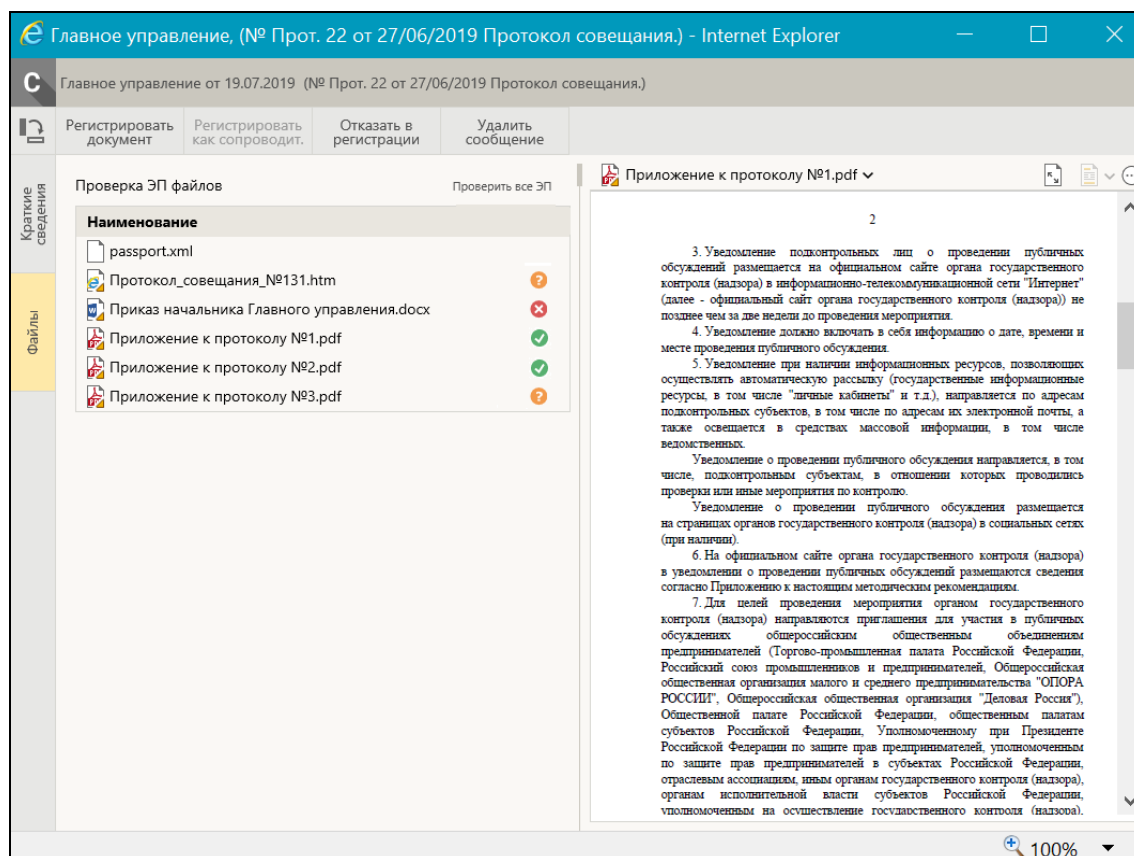 Главное управление, (№ Прот. 22 от 27/06/2019 Протокол совещания.) - Internet Explorer
С
Главное управление от 19.07.2019 (№ Прот. 22 от 27/06/2019 Протокол совещания.)
Регистрировать документ
Регистрировать как сопроводит.
Отказать в регистрации
Удалить сообщение
Краткие сведения
Файлы
Проверка ЭП файлов
Проверить все ЭП
Наименование
passport.xml
Протокол_совещания_№131.htm
Приказ начальника Главного управления.docx
Приложение к протоколу №1.pdf
Приложение к протоколу №2.pdf
Приложение к протоколу №3.pdf
Приложение к протоколу №1.pdf
2
3. Уведомление подконтрольных лиц о проведении публичных
обсуждений размещается на официальном сайте органа государственного
контроля (надзора) в информационно-телекоммуникационной сети "Интернет"
(далее - официальный сайт органа государственного контроля (надзора)) не
позднее чем за две недели до проведения мероприятия.
4. Уведомление должно включать в себя информацию о дате, времени и
месте проведения публичного обсуждения.
5. Уведомление при наличии информационных ресурсов, позволяющих
осуществлять автоматическую рассылку (государственные информационные
ресурсы, в том числе "личные кабинеты" и т.д.), направляется по адресам
подконтрольных субъектов, в том числе по адресам их электронной почты, а
также освещается в средствах массовой информации, в том числе
ведомственных.
Уведомление о проведении публичного обсуждения направляется, в том
числе, подконтрольным субъектам, в отношении которых проводились
проверки или иные мероприятия по контролю.
Уведомление о проведении публичного обсуждения размещается
на страницах органов государственного контроля (надзора) в социальных сетях
(при наличии).
6. На официальном сайте органа государственного контроля (надзора)
в уведомлении о проведении публичных обсуждений размещаются сведения
согласно Приложению к настоящим методическим рекомендациям.
7. Для целей проведения мероприятия органом государственного
контроля (надзора) направляются приглашения для участия в публичных
обсуждениях общероссийским общественным объединениям
предпринимателей (Торгово-промышленная палата Российской Федерации,
Российский союз промышленников и предпринимателей, Общероссийская
общественная организация малого и среднего предпринимательства "ОПОРА
РОССИИ", Общероссийская общественная организация "Деловая Россия"),
Общественной палате Российской Федерации, общественным палатам
субъектов Российской Федерации, Уполномоченному при Президенте
Российской Федерации по защите прав предпринимателей, уполномоченным
по защите прав предпринимателей в субъектах Российской Федерации,
отраслевым ассоциациям, иным органам государственного контроля (надзора),
органам исполнительной власти субъектов Российской Федерации,
уполномоченным на осуществление государственного контроля (надзора),
100%